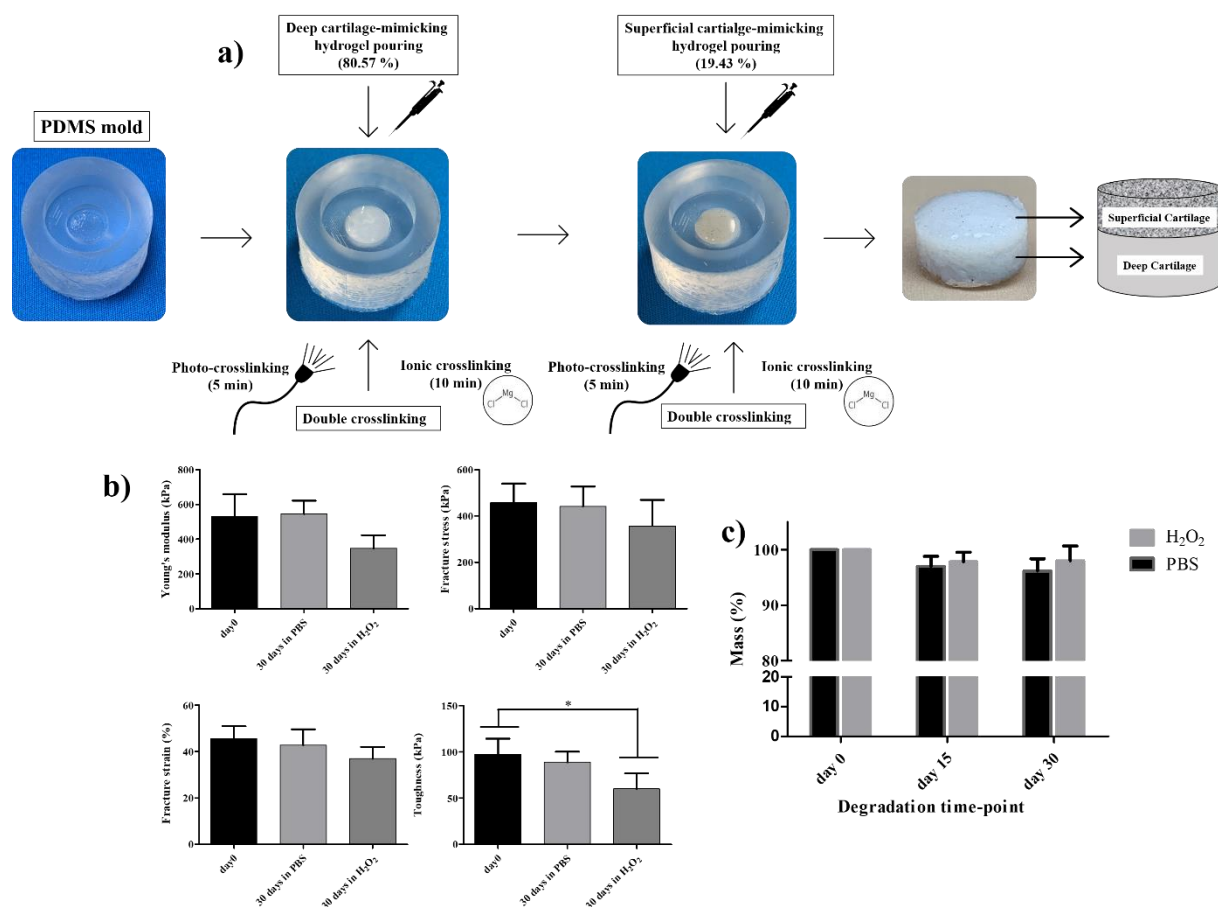 a)
Deep cartilage-mimicking
hydrogel pouring
(80.57 %)
Superficial cartialge-mimicking
hydrogel pouring
(19.43 %)
PDMS mold
Superficial Cartilage
Deep Cartilage
Photo-crosslinking
(5 min)
Ionic crosslinking
(10 min)
Mg
Cl
Cl
Double crosslinking
Photo-crosslinking
(5 min)
Ionic crosslinking
(10 min)
Mg
Cl
Cl
Double crosslinking
b)
Young's modulus (kPa)
800
600
400
200
0
day0
30 days in PBS
30 days in H₂O₂
Fracture stress (kPa)
600
400
200
0
day0
30 days in PBS
30 days in H₂O₂
Fracture strain (%)
60
40
20
0
day0
30 days in PBS
30 days in H₂O₂
Toughness (kPa)
150
100
50
0
*
day0
30 days in PBS
30 days in H₂O₂
c)
H₂O₂
PBS
Mass (%)
100
90
80
20
10
0
day 0
day 15
day 30
Degradation time-point